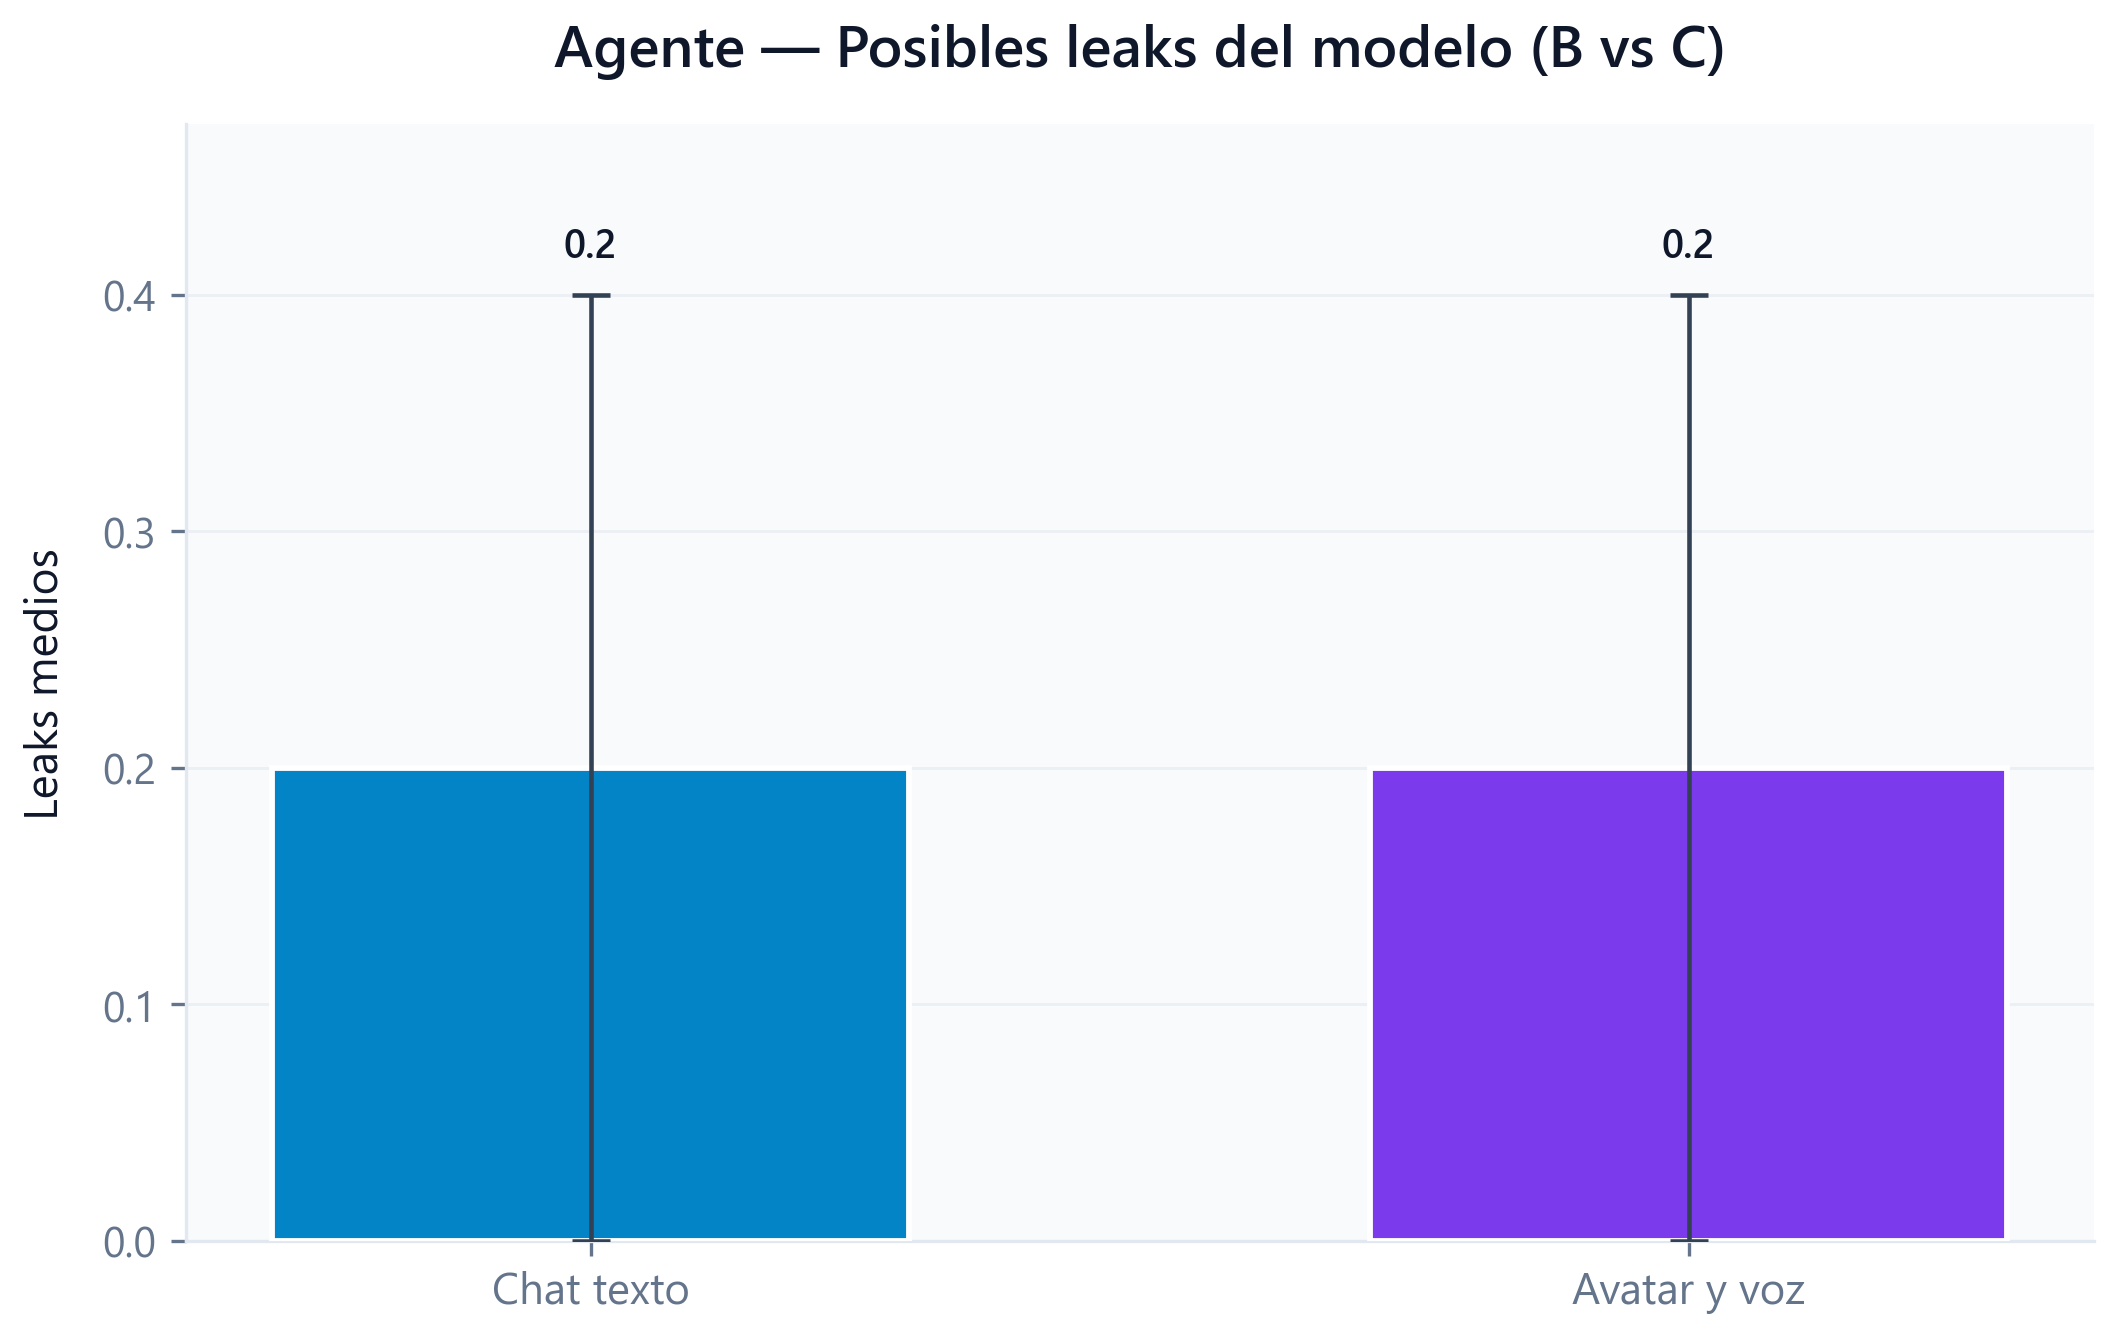 Agente — Posibles leaks del modelo (B vs C)
Leaks medios
0.4
0.3
0.2
0.1
0.0
0.2
0.2
Chat texto
Avatar y voz